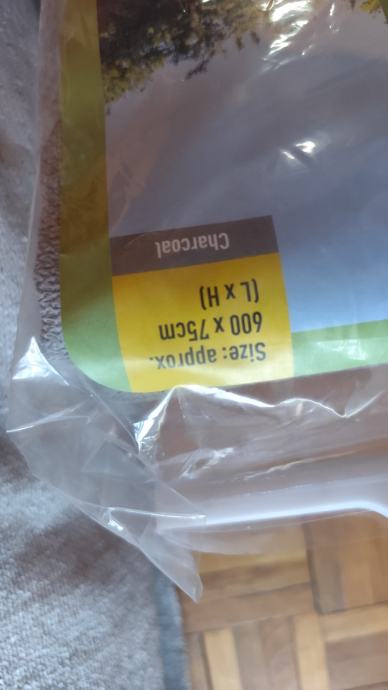 Size: approx.
600 x 75cm
(L x H)
Charcoal